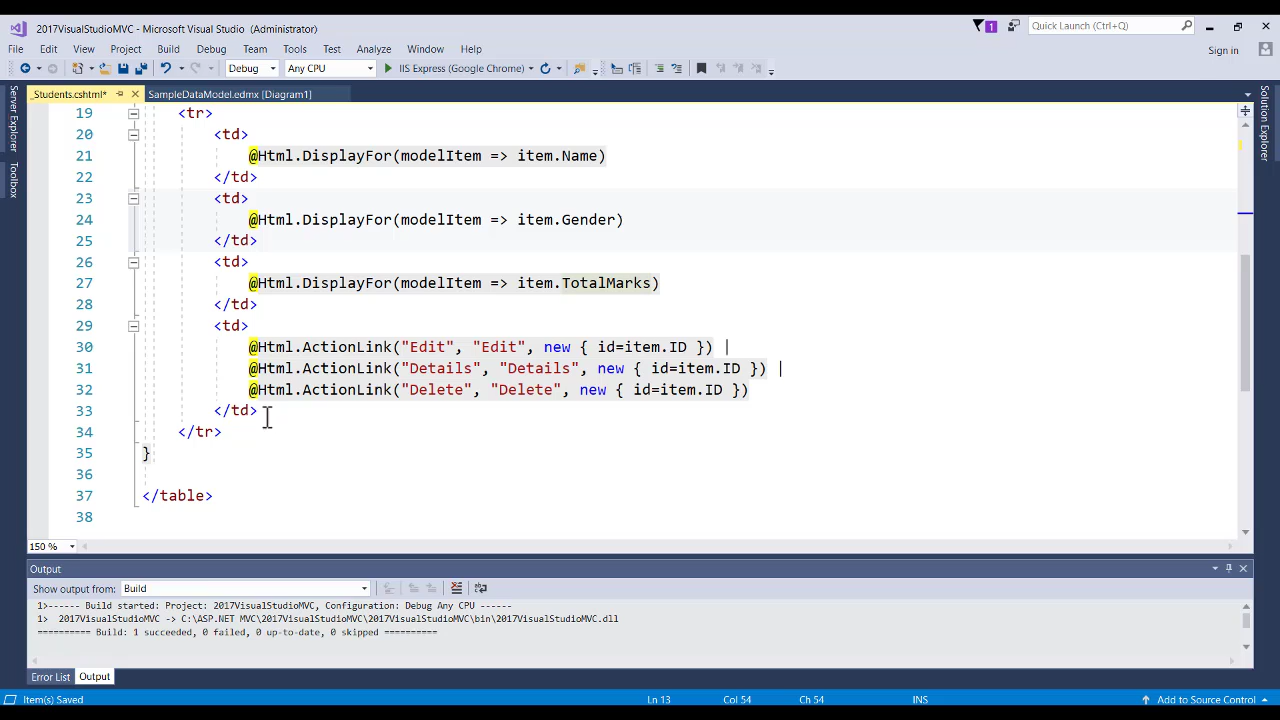 2017VisualStudioMVC - Microsoft Visual Studio (Administrator)
1
Quick Launch (Ctrl+Q)
File Edit View Project Build Debug Team Tools Test Analyze Window Help
Sign in
Debug Any CPU IIS Express (Google Chrome)
_Students.cshtml* SampleDataModel.edmx [Diagram1]
Server Explorer
Toolbox
Solution Explorer
19 <tr>
20 <td>
21 @Html.DisplayFor(modelItem => item.Name)
22 </td>
23 <td>
24 @Html.DisplayFor(modelItem => item.Gender)
25 </td>
26 <td>
27 @Html.DisplayFor(modelItem => item.TotalMarks)
28 </td>
29 <td>
30 @Html.ActionLink("Edit", "Edit", new { id=item.ID }) |
31 @Html.ActionLink("Details", "Details", new { id=item.ID }) |
32 @Html.ActionLink("Delete", "Delete", new { id=item.ID })
33 </td>
34 </tr>
35 }
36
37 </table>
38
150 %
Output
Show output from: Build
1>------ Build started: Project: 2017VisualStudioMVC, Configuration: Debug Any CPU ------
1> 2017VisualStudioMVC -> C:\ASP.NET MVC\2017VisualStudioMVC\2017VisualStudioMVC\bin\2017VisualStudioMVC.dll
========== Build: 1 succeeded, 0 failed, 0 up-to-date, 0 skipped ==========
Error List Output
Item(s) Saved Ln 13 Col 54 Ch 54 INS Add to Source Control